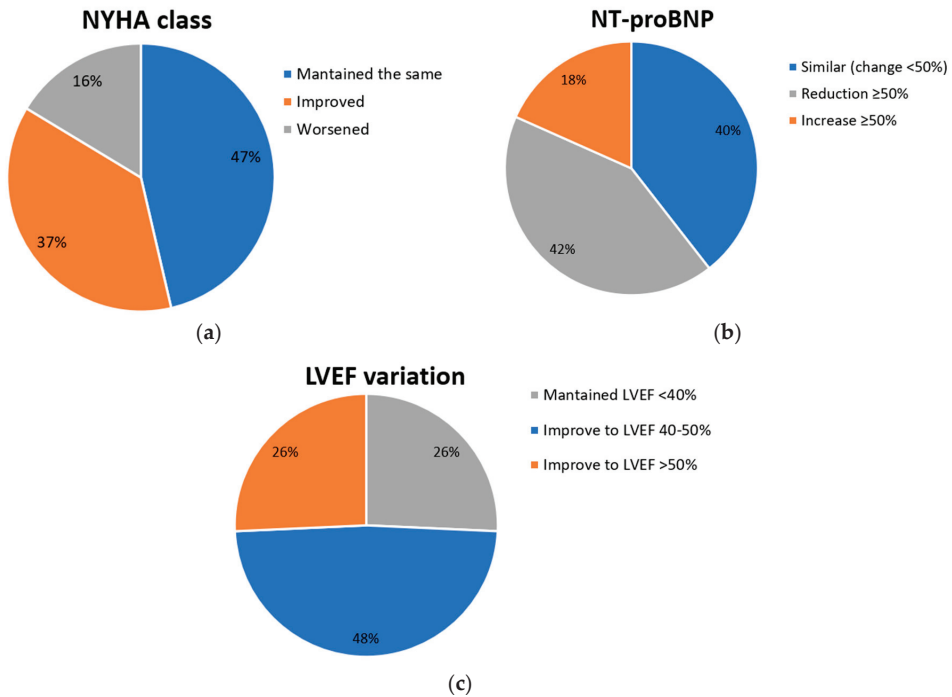 NYHA class
16%
47%
37%
Mantained the same
Improved
Worsened
(a)
NT-proBNP
18%
40%
42%
Similar (change <50%)
Reduction ≥50%
Increase ≥50%
(b)
LVEF variation
26%
26%
48%
Mantained LVEF <40%
Improve to LVEF 40-50%
Improve to LVEF >50%
(c)